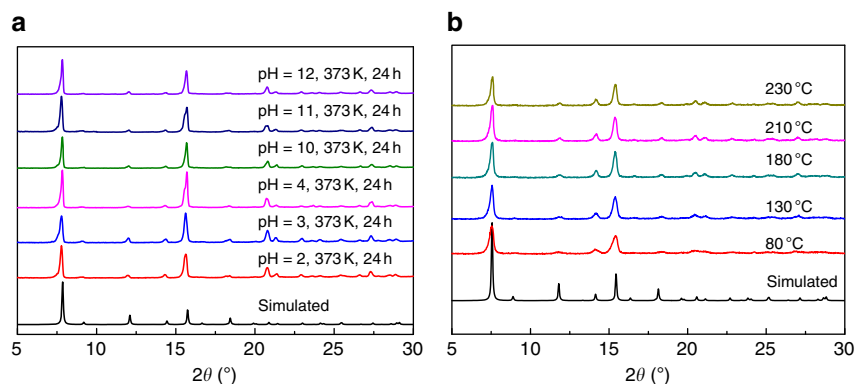 a
pH = 12, 373 K, 24 h
pH = 11, 373 K, 24 h
pH = 10, 373 K, 24 h
pH = 4, 373 K, 24 h
pH = 3, 373 K, 24 h
pH = 2, 373 K, 24 h
Simulated
5 10 15 20 25 30
2θ (°)
b
230 °C
210 °C
180 °C
130 °C
80 °C
Simulated
5 10 15 20 25 30
2θ (°)